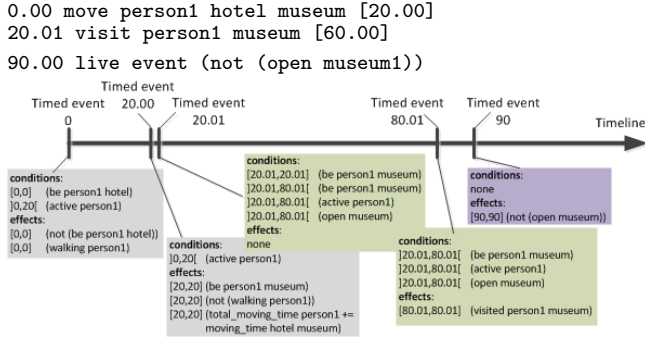 0.00 move person1 hotel museum [20.00]
20.01 visit person1 museum [60.00]
90.00 live event (not (open museum1))
Timed event
Timed event 20.00 Timed event
0 20.01
Timed event Timed event
80.01 90
Timeline
conditions:
[0,0] (be person1 hotel)
]0,20[ (active person1)
effects:
[0,0] (not (be person1 hotel))
[0,0] (walking person1)
conditions:
]0,20[ (active person1)
effects:
[20,20] (be person1 museum)
[20,20] (not (walking person1))
[20,20] (total_moving_time person1 +=
moving_time hotel museum)
conditions:
[20.01,20.01] (be person1 museum)
]20.01,80.01[ (be person1 museum)
]20.01,80.01[ (active person1)
]20.01,80.01[ (open museum)
effects:
none
conditions:
]20.01,80.01[ (be person1 museum)
]20.01,80.01[ (active person1)
]20.01,80.01[ (open museum)
effects:
[80.01,80.01] (visited person1 museum)
conditions:
none
effects:
[90,90] (not (open museum))